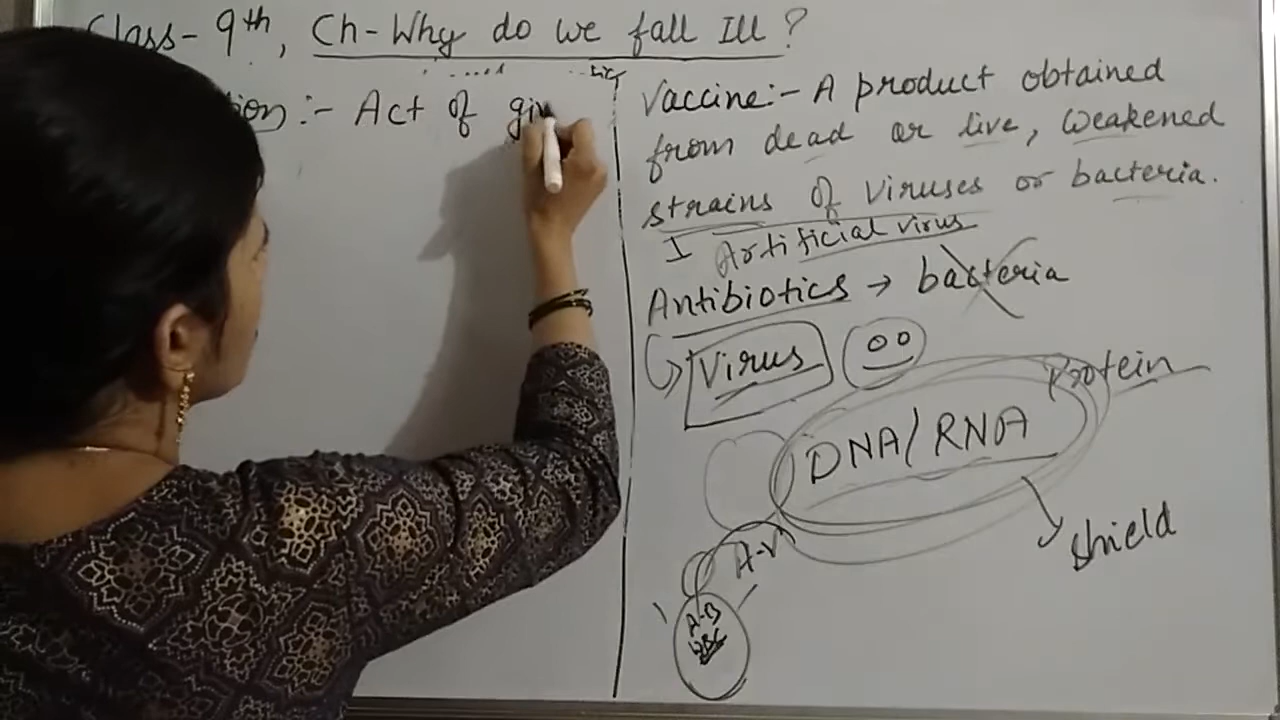 Class- 9th, Ch-Why do we fall Ill?
:- Act of giv
Vaccine:- A product obtained
from dead or live, weakened
strains of viruses or bacteria.
I Artificial virus
Antibiotics → bacteria
Virus
Protein
DNA/RNA
shield
A-V
A-B
WBC